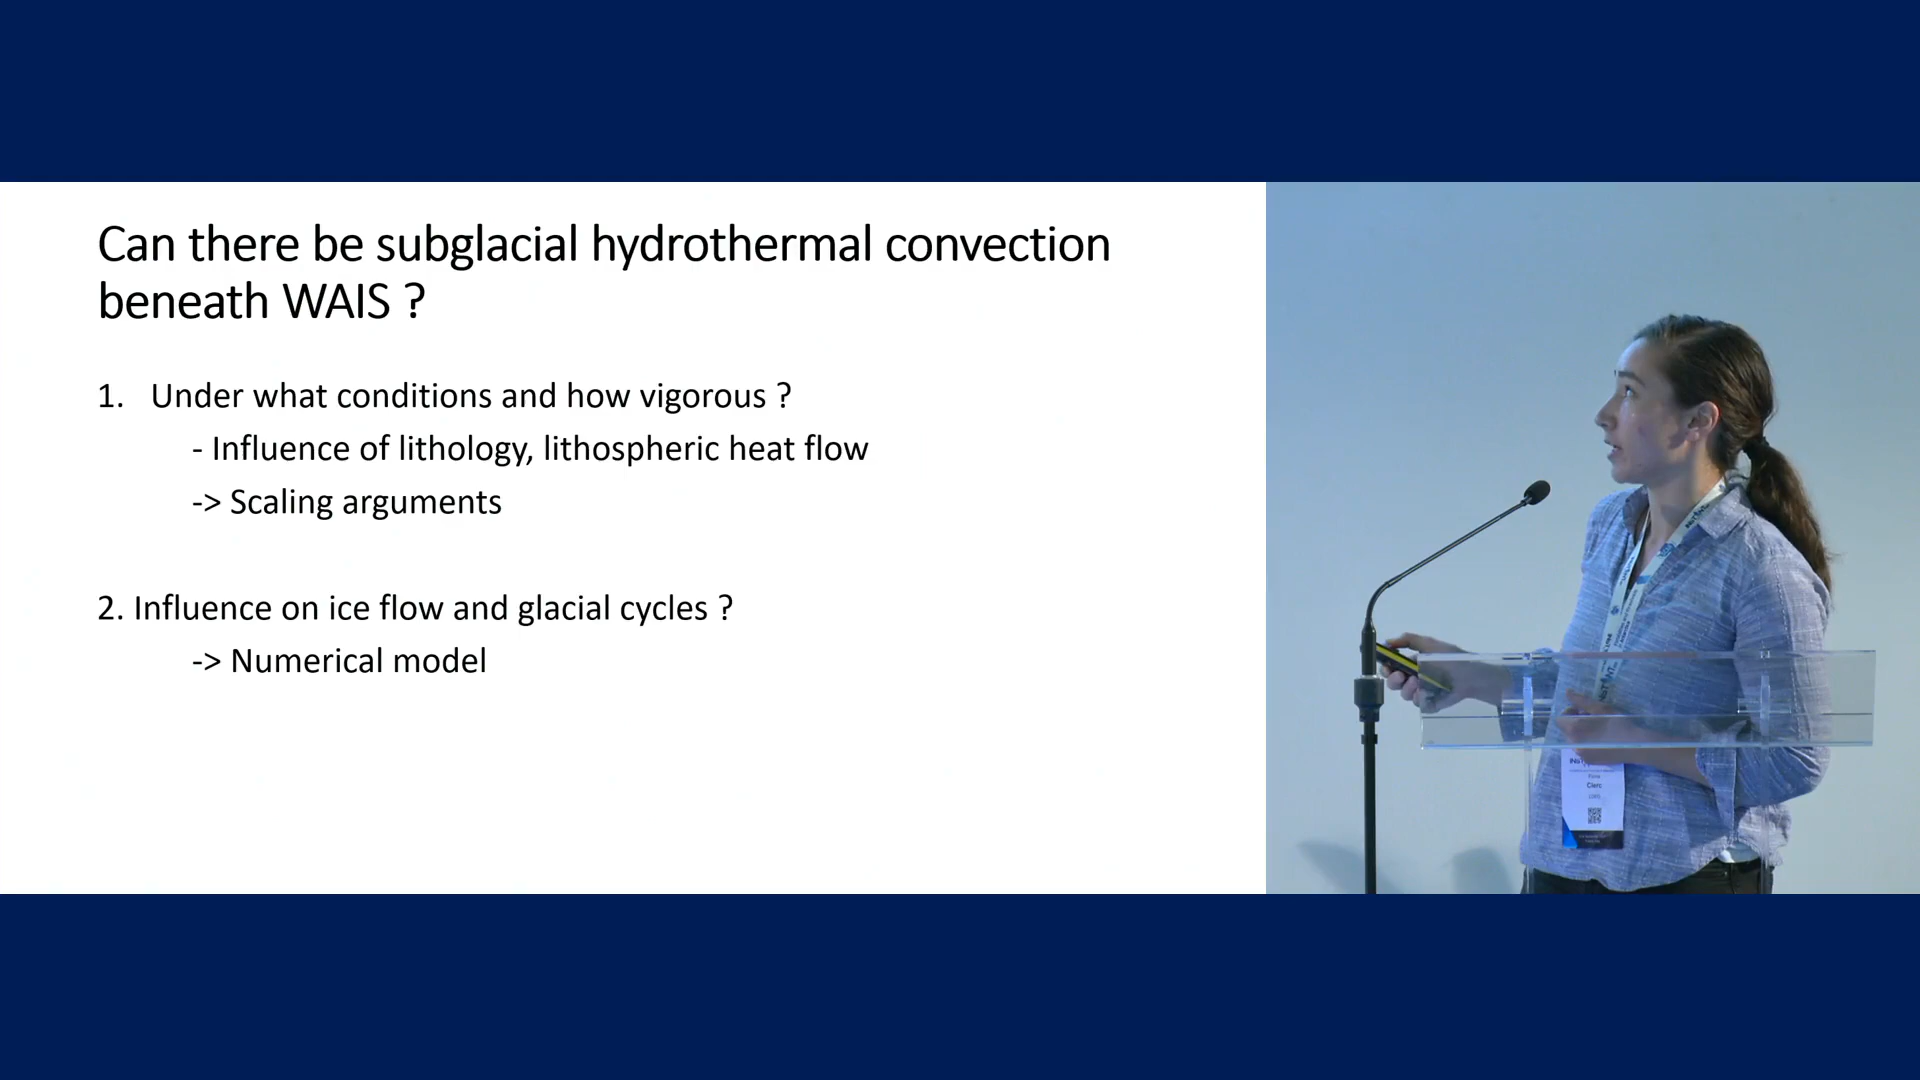 Can there be subglacial hydrothermal convection
beneath WAIS ?
1. Under what conditions and how vigorous ?
- Influence of lithology, lithospheric heat flow
-> Scaling arguments
2. Influence on ice flow and glacial cycles ?
-> Numerical model
Clerc